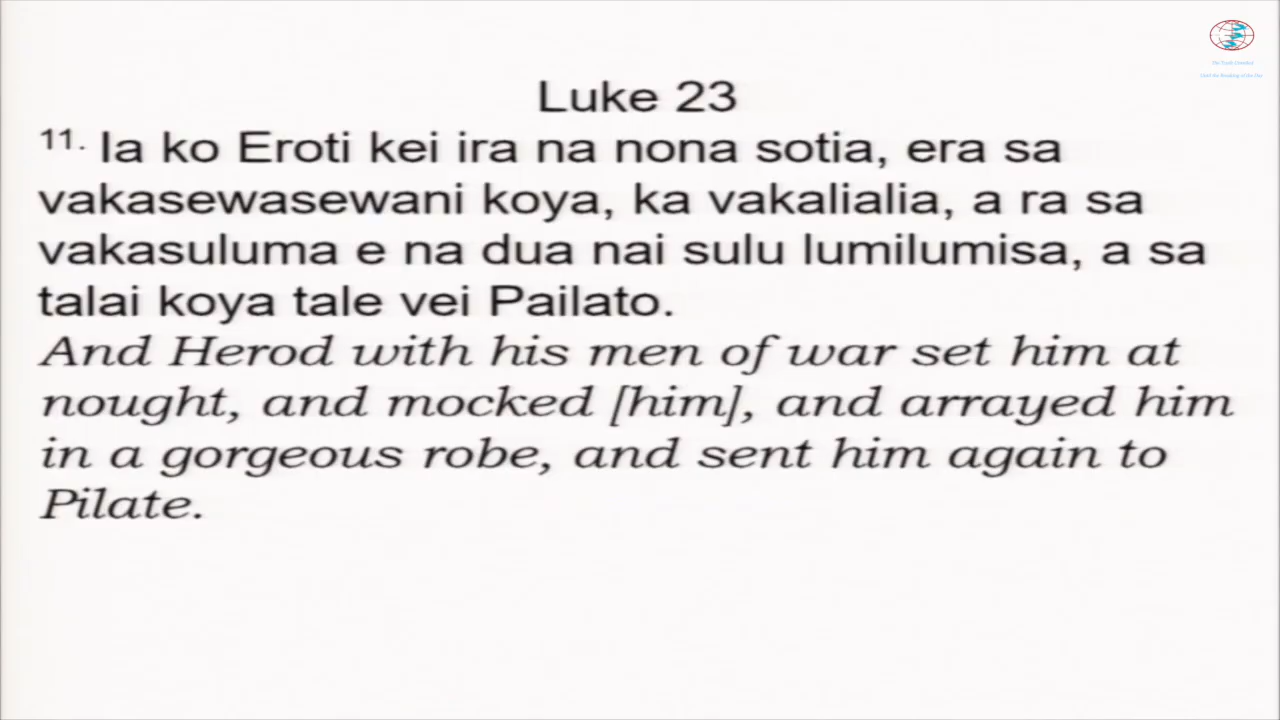 Luke 23
11. Ia ko Eroti kei ira na nona sotia, era sa
vakasewasewani koya, ka vakalialia, a ra sa
vakasuluma e na dua nai sulu lumilumisa, a sa
talai koya tale vei Pailato.
And Herod with his men of war set him at
nought, and mocked [him], and arrayed him
in a gorgeous robe, and sent him again to
Pilate.